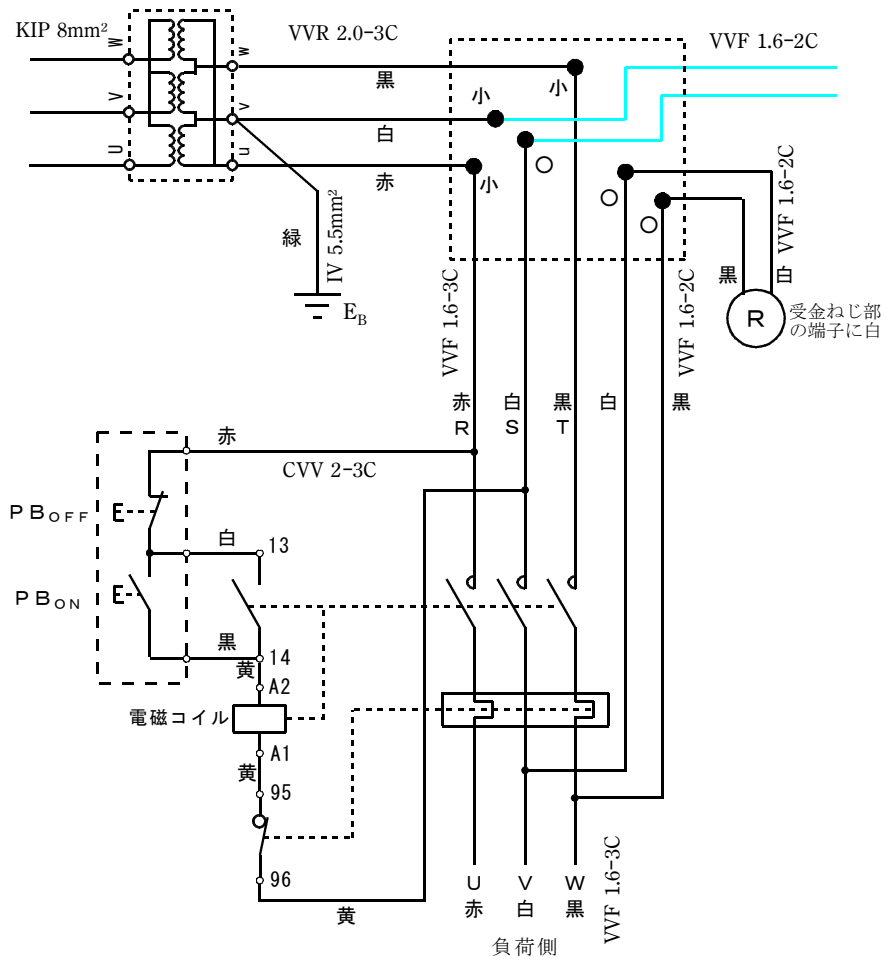 KIP 8mm²
VVR 2.0-3C
VVF 1.6-2C
W
w
V
v
U
u
黒
白
赤
小
小
小
○
○
○
緑
IV 5.5mm²
E_B
VVF 1.6-3C
VVF 1.6-2C
VVF 1.6-2C
黒
白
R
受金ねじ部
の端子に白
赤
白
黒
白
黒
R
S
T
赤
CVV 2-3C
PB_OFF
白
13
PB_ON
黒
14
黄
A2
電磁コイル
A1
黄
95
96
黄
U
V
W
赤
白
黒
VVF 1.6-3C
負荷側